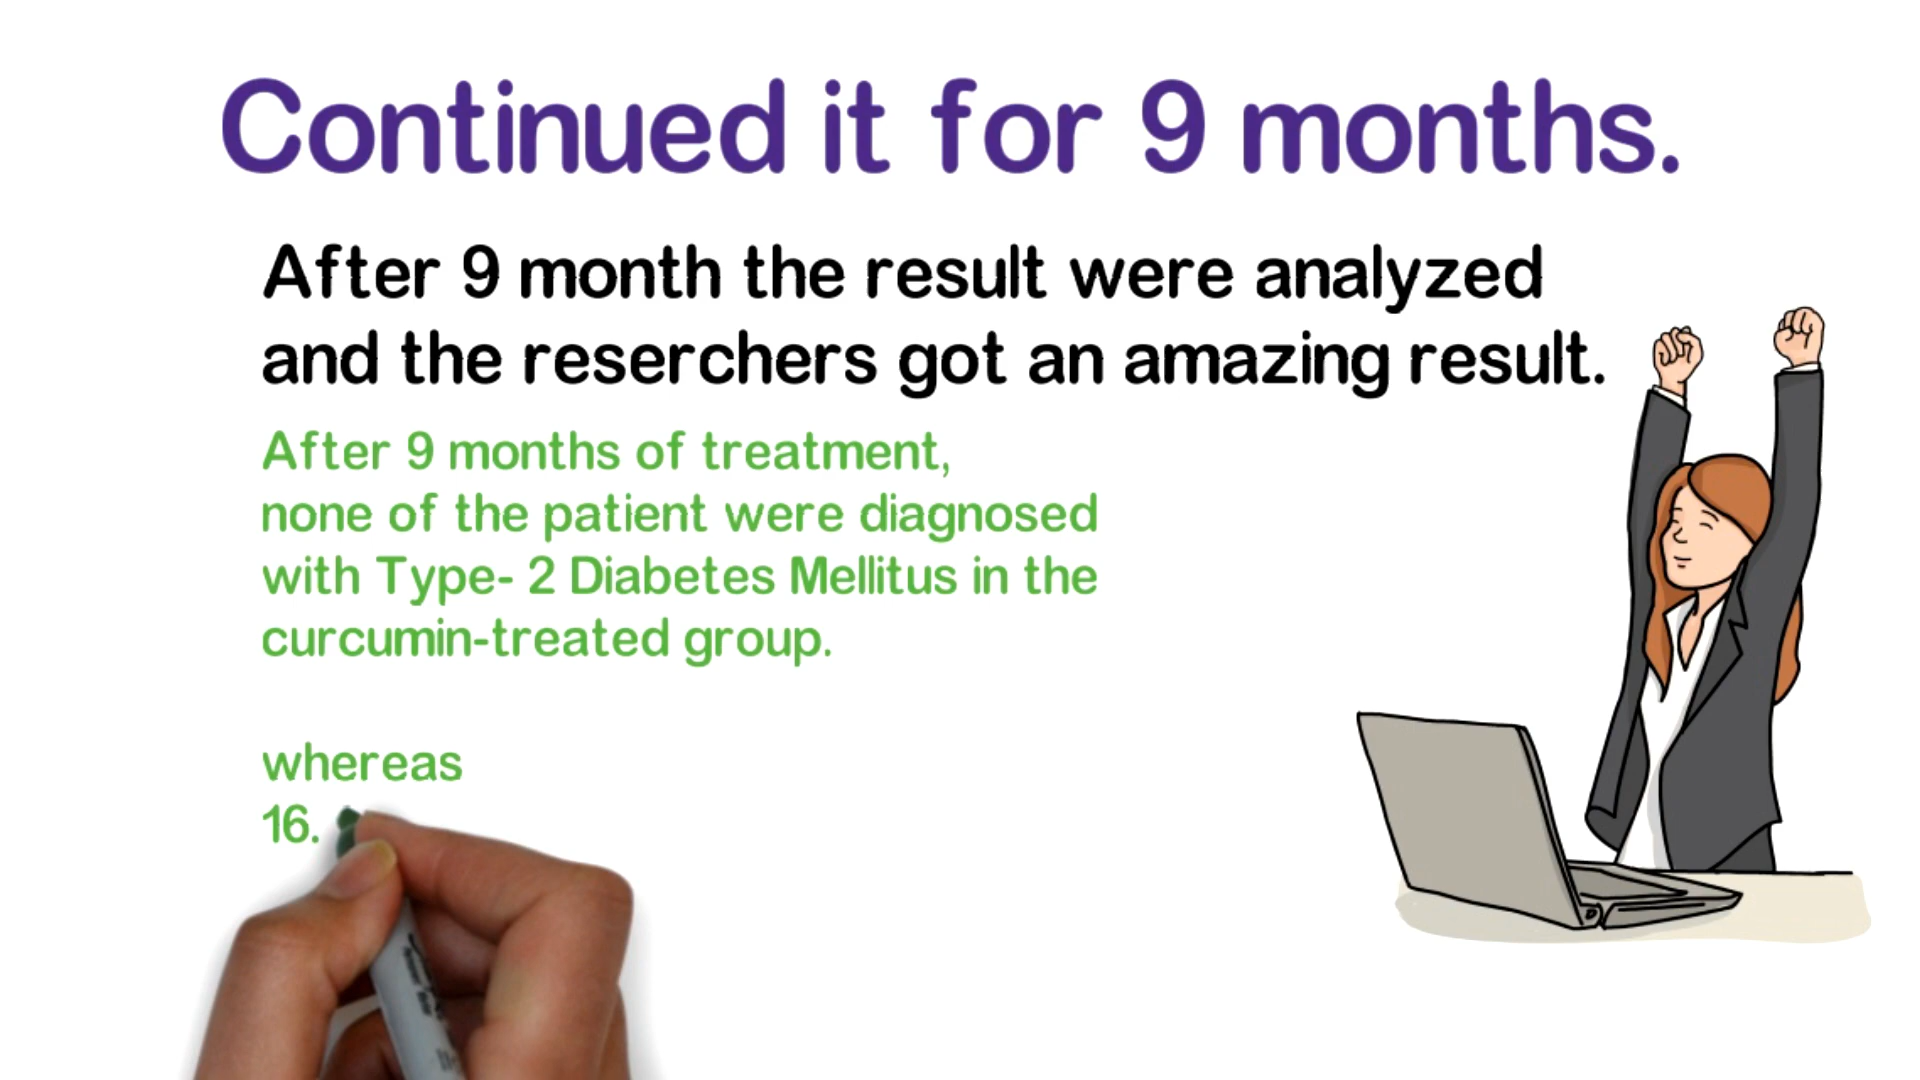 Continued it for 9 months.
After 9 month the result were analyzed
and the reserchers got an amazing result.
After 9 months of treatment,
none of the patient were diagnosed
with Type- 2 Diabetes Mellitus in the
curcumin-treated group.
whereas
16.